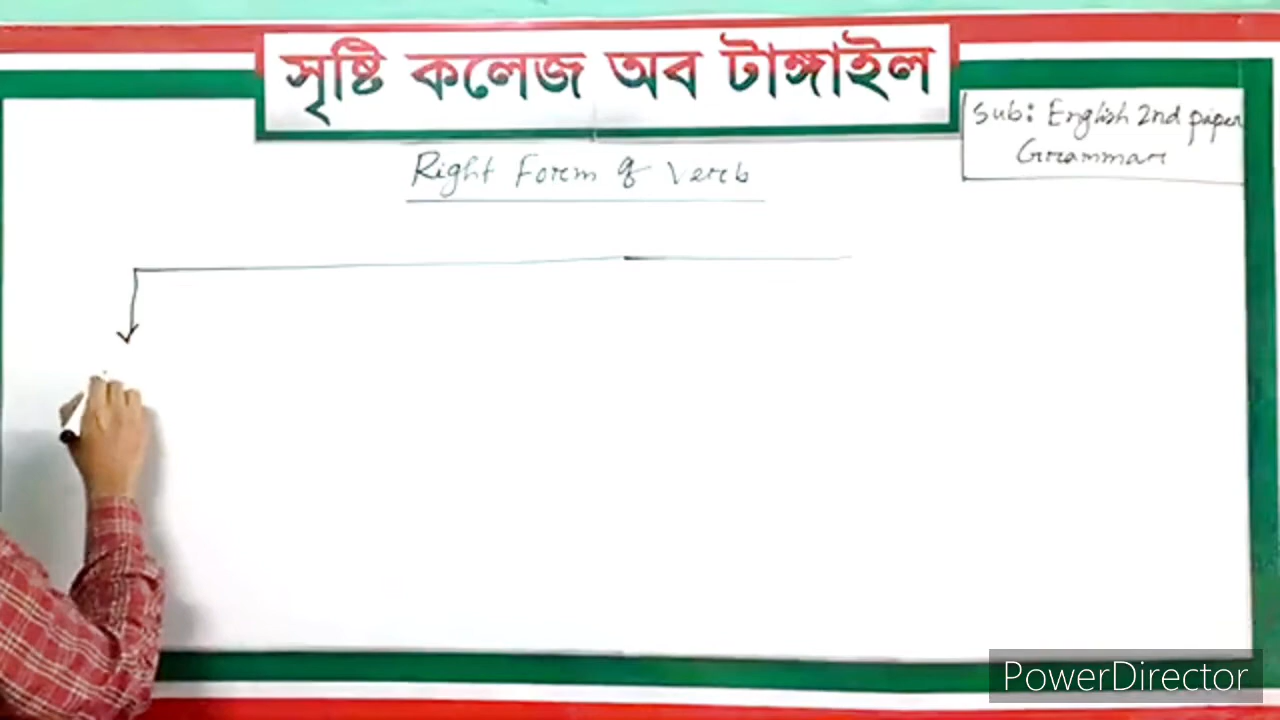 সৃষ্টি কলেজ অব টাঙ্গাইল
Sub: English 2nd paper
Grammar
Right Form of Verb
PowerDirector